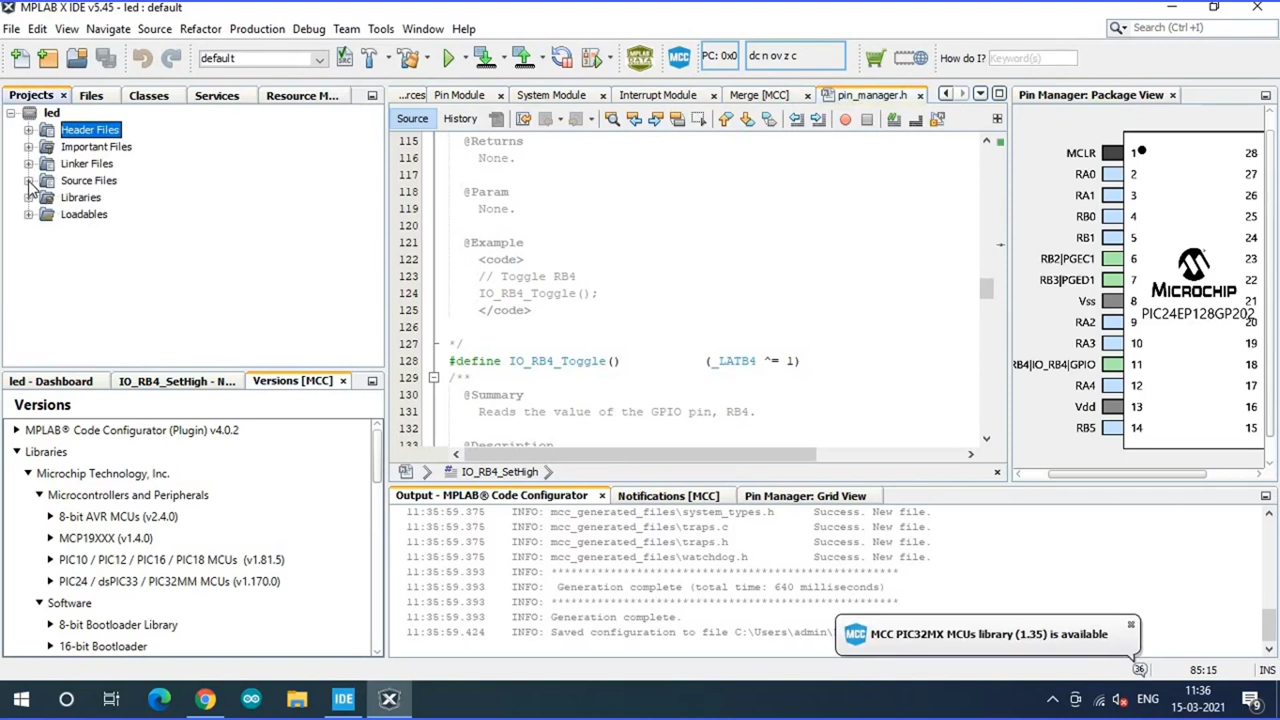 MPLAB X IDE v5.45 - led : default
File Edit View Navigate Source Refactor Production Debug Team Tools Window Help
Search (Ctrl+I)
default
PC: 0x0
dc n ov z c
How do I?
Keyword(s)
Projects
Files
Classes
Services
Resource M...
led
Header Files
Important Files
Linker Files
Source Files
Libraries
Loadables
...rces
Pin Module
System Module
Interrupt Module
Merge [MCC]
pin_manager.h
Source
History
115 @Returns
116 None.
117
118 @Param
119 None.
120
121 @Example
122 <code>
123 // Toggle RB4
124 IO_RB4_Toggle();
125 </code>
126
127 */
128 #define IO_RB4_Toggle() (_LATB4 ^= 1)
129 /**
130 @Summary
131 Reads the value of the GPIO pin, RB4.
132
133 @Description
IO_RB4_SetHigh
Pin Manager: Package View
MCLR 1 28
RA0 2 27
RA1 3 26
RB0 4 25
RB1 5 24
RB2|PGEC1 6 23
RB3|PGED1 7 22
Vss 8 21
RA2 9 20
RA3 10 19
RB4|IO_RB4|GPIO 11 18
RA4 12 17
Vdd 13 16
RB5 14 15
MICROCHIP
PIC24EP128GP202
led - Dashboard
IO_RB4_SetHigh - N...
Versions [MCC]
Versions
MPLAB® Code Configurator (Plugin) v4.0.2
Libraries
Microchip Technology, Inc.
Microcontrollers and Peripherals
8-bit AVR MCUs (v2.4.0)
MCP19XXX (v1.4.0)
PIC10 / PIC12 / PIC16 / PIC18 MCUs (v1.81.5)
PIC24 / dsPIC33 / PIC32MM MCUs (v1.170.0)
Software
8-bit Bootloader Library
16-bit Bootloader
Output - MPLAB® Code Configurator
Notifications [MCC]
Pin Manager: Grid View
11:35:59.375 INFO: mcc_generated_files\system_types.h Success. New file.
11:35:59.375 INFO: mcc_generated_files\traps.c Success. New file.
11:35:59.375 INFO: mcc_generated_files\traps.h Success. New file.
11:35:59.375 INFO: mcc_generated_files\watchdog.h Success. New file.
11:35:59.393 INFO: **************************************************
11:35:59.393 INFO: Generation complete (total time: 640 milliseconds)
11:35:59.393 INFO: **************************************************
11:35:59.393 INFO: Generation complete.
11:35:59.424 INFO: Saved configuration to file C:\Users\admin\
MCC
MCC PIC32MX MCUs library (1.35) is available
36
85:15
INS
IDE
ENG
11:36
15-03-2021
9